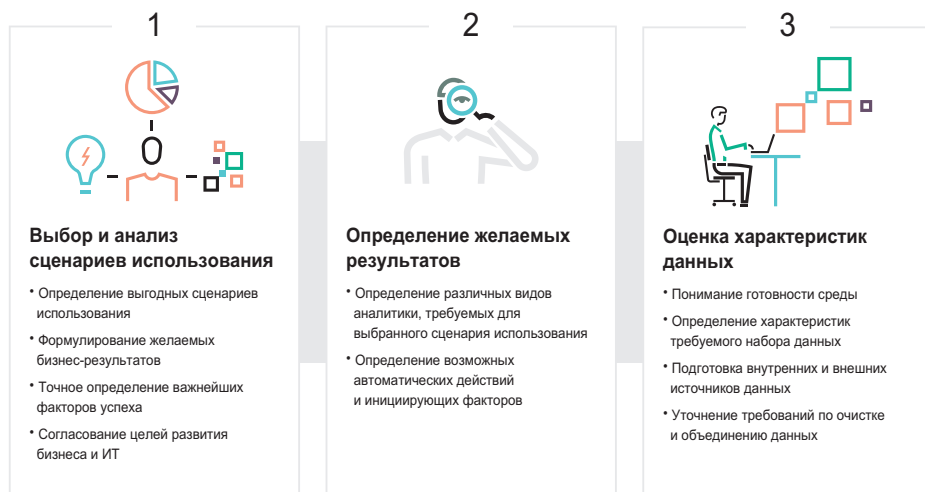 1
Выбор и анализ
сценариев использования
• Определение выгодных сценариев
использования
• Формулирование желаемых
бизнес-результатов
• Точное определение важнейших
факторов успеха
• Согласование целей развития
бизнеса и ИТ
2
Определение желаемых
результатов
• Определение различных видов
аналитики, требуемых для
выбранного сценария использования
• Определение возможных
автоматических действий
и инициирующих факторов
3
Оценка характеристик
данных
• Понимание готовности среды
• Определение характеристик
требуемого набора данных
• Подготовка внутренних и внешних
источников данных
• Уточнение требований по очистке
и объединению данных